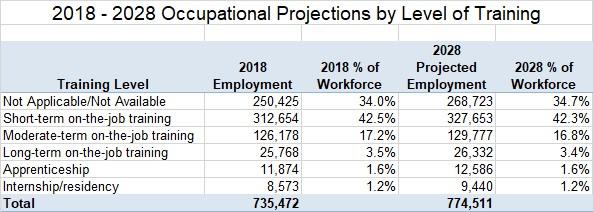 2018 - 2028 Occupational Projections by Level of Training
Training Level 2018 Employment 2018 % of Workforce 2028 Projected Employment 2028 % of Workforce
Not Applicable/Not Available 250,425 34.0% 268,723 34.7%
Short-term on-the-job training 312,654 42.5% 327,653 42.3%
Moderate-term on-the-job training 126,178 17.2% 129,777 16.8%
Long-term on-the-job training 25,768 3.5% 26,332 3.4%
Apprenticeship 11,874 1.6% 12,586 1.6%
Internship/residency 8,573 1.2% 9,440 1.2%
Total 735,472 774,511